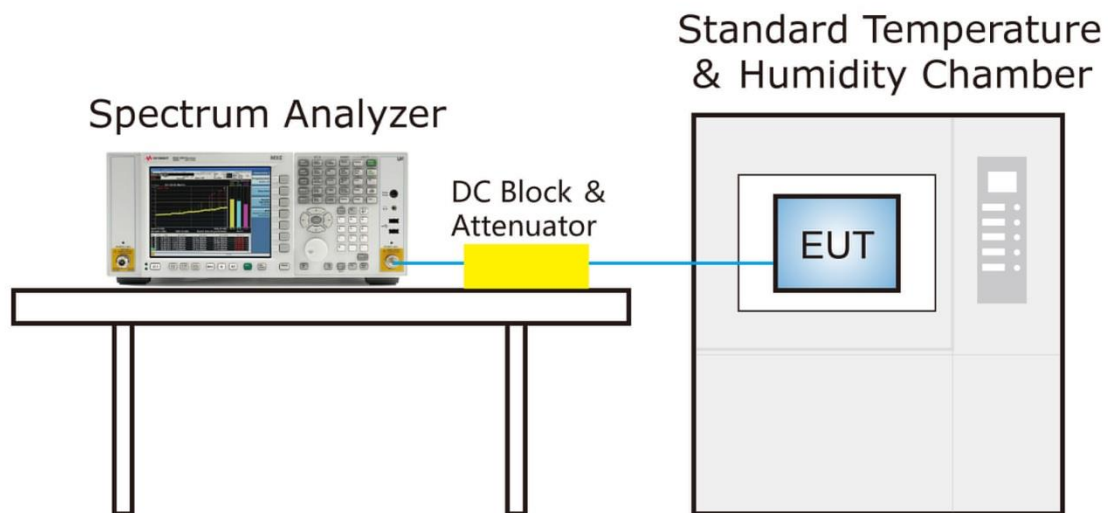 Standard Temperature
& Humidity Chamber
Spectrum Analyzer
DC Block &
Attenuator
EUT